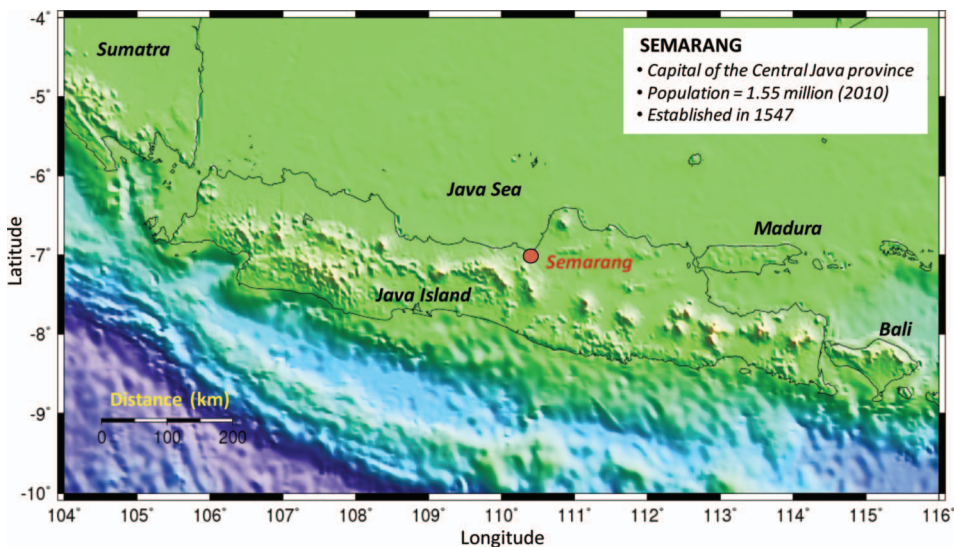 -4°
Sumatra
SEMARANG
• Capital of the Central Java province
• Population = 1.55 million (2010)
• Established in 1547
-5°
-6°
Java Sea
Madura
Latitude
-7°
Semarang
Java Island
-8°
Bali
Distance (km)
-9°
0 100 200
-10°
104° 105° 106° 107° 108° 109° 110° 111° 112° 113° 114° 115° 116°
Longitude